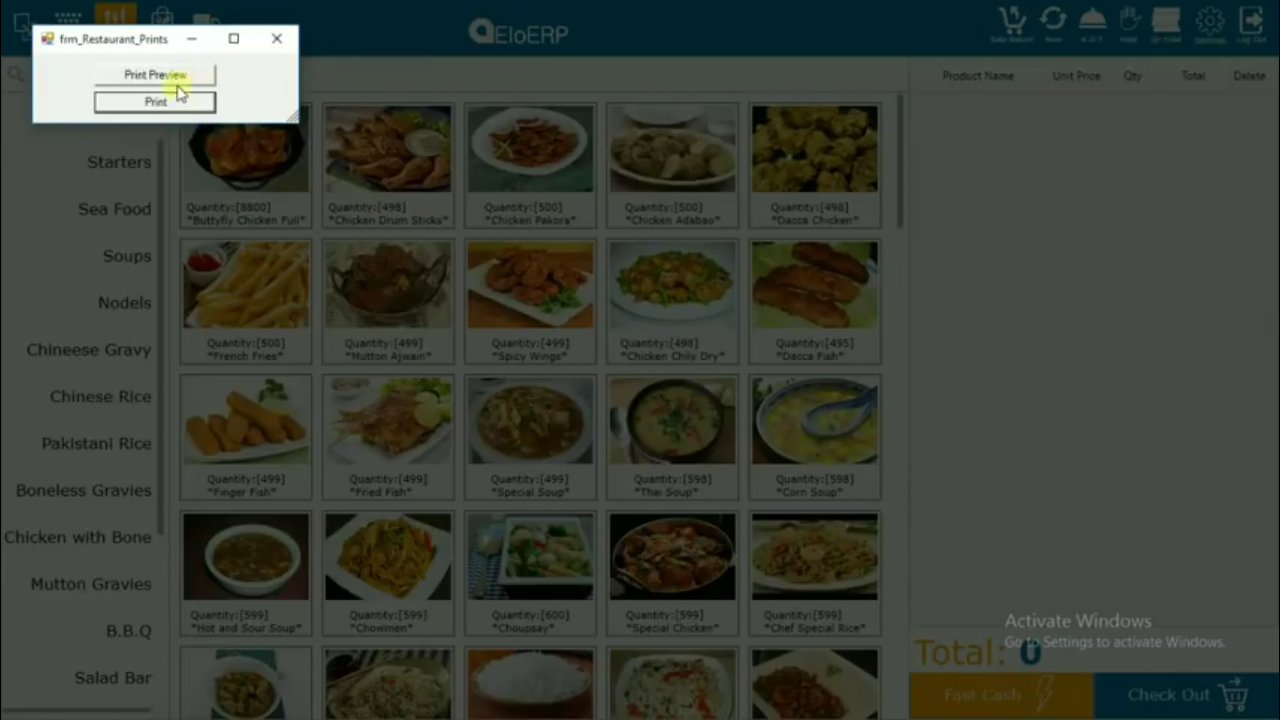 frm_Restaurant_Prints
Print Preview
Print
EloERP
Settings
Log Out
Product Name Unit Price Qty Total Delete
Starters
Sea Food
Soups
Nodels
Chineese Gravy
Chinese Rice
Pakistani Rice
Boneless Gravies
Chicken with Bone
Mutton Gravies
B.B.Q
Salad Bar
Quantity:[8800]
"Buttyfly Chicken Full"
Quantity:[498]
"Chicken Drum Sticks"
Quantity:[500]
"Chicken Pakora"
Quantity:[500]
"Chicken Adabao"
Quantity:[498]
"Dacca Chicken"
Quantity:[500]
"French Fries"
Quantity:[499]
"Mutton Ajwain"
Quantity:[499]
"Spicy Wings"
Quantity:[498]
"Chicken Chily Dry"
Quantity:[495]
"Dacca Fish"
Quantity:[499]
"Finger Fish"
Quantity:[499]
"Fried Fish"
Quantity:[499]
"Special Soup"
Quantity:[598]
"Thai Soup"
Quantity:[598]
"Corn Soup"
Quantity:[599]
"Hot and Sour Soup"
Quantity:[599]
"Chowmen"
Quantity:[600]
"Choupsay"
Quantity:[599]
"Special Chicken"
Quantity:[599]
"Chef Special Rice"
Activate Windows
Go to Settings to activate Windows.
Total: 0
Fast Cash
Check Out